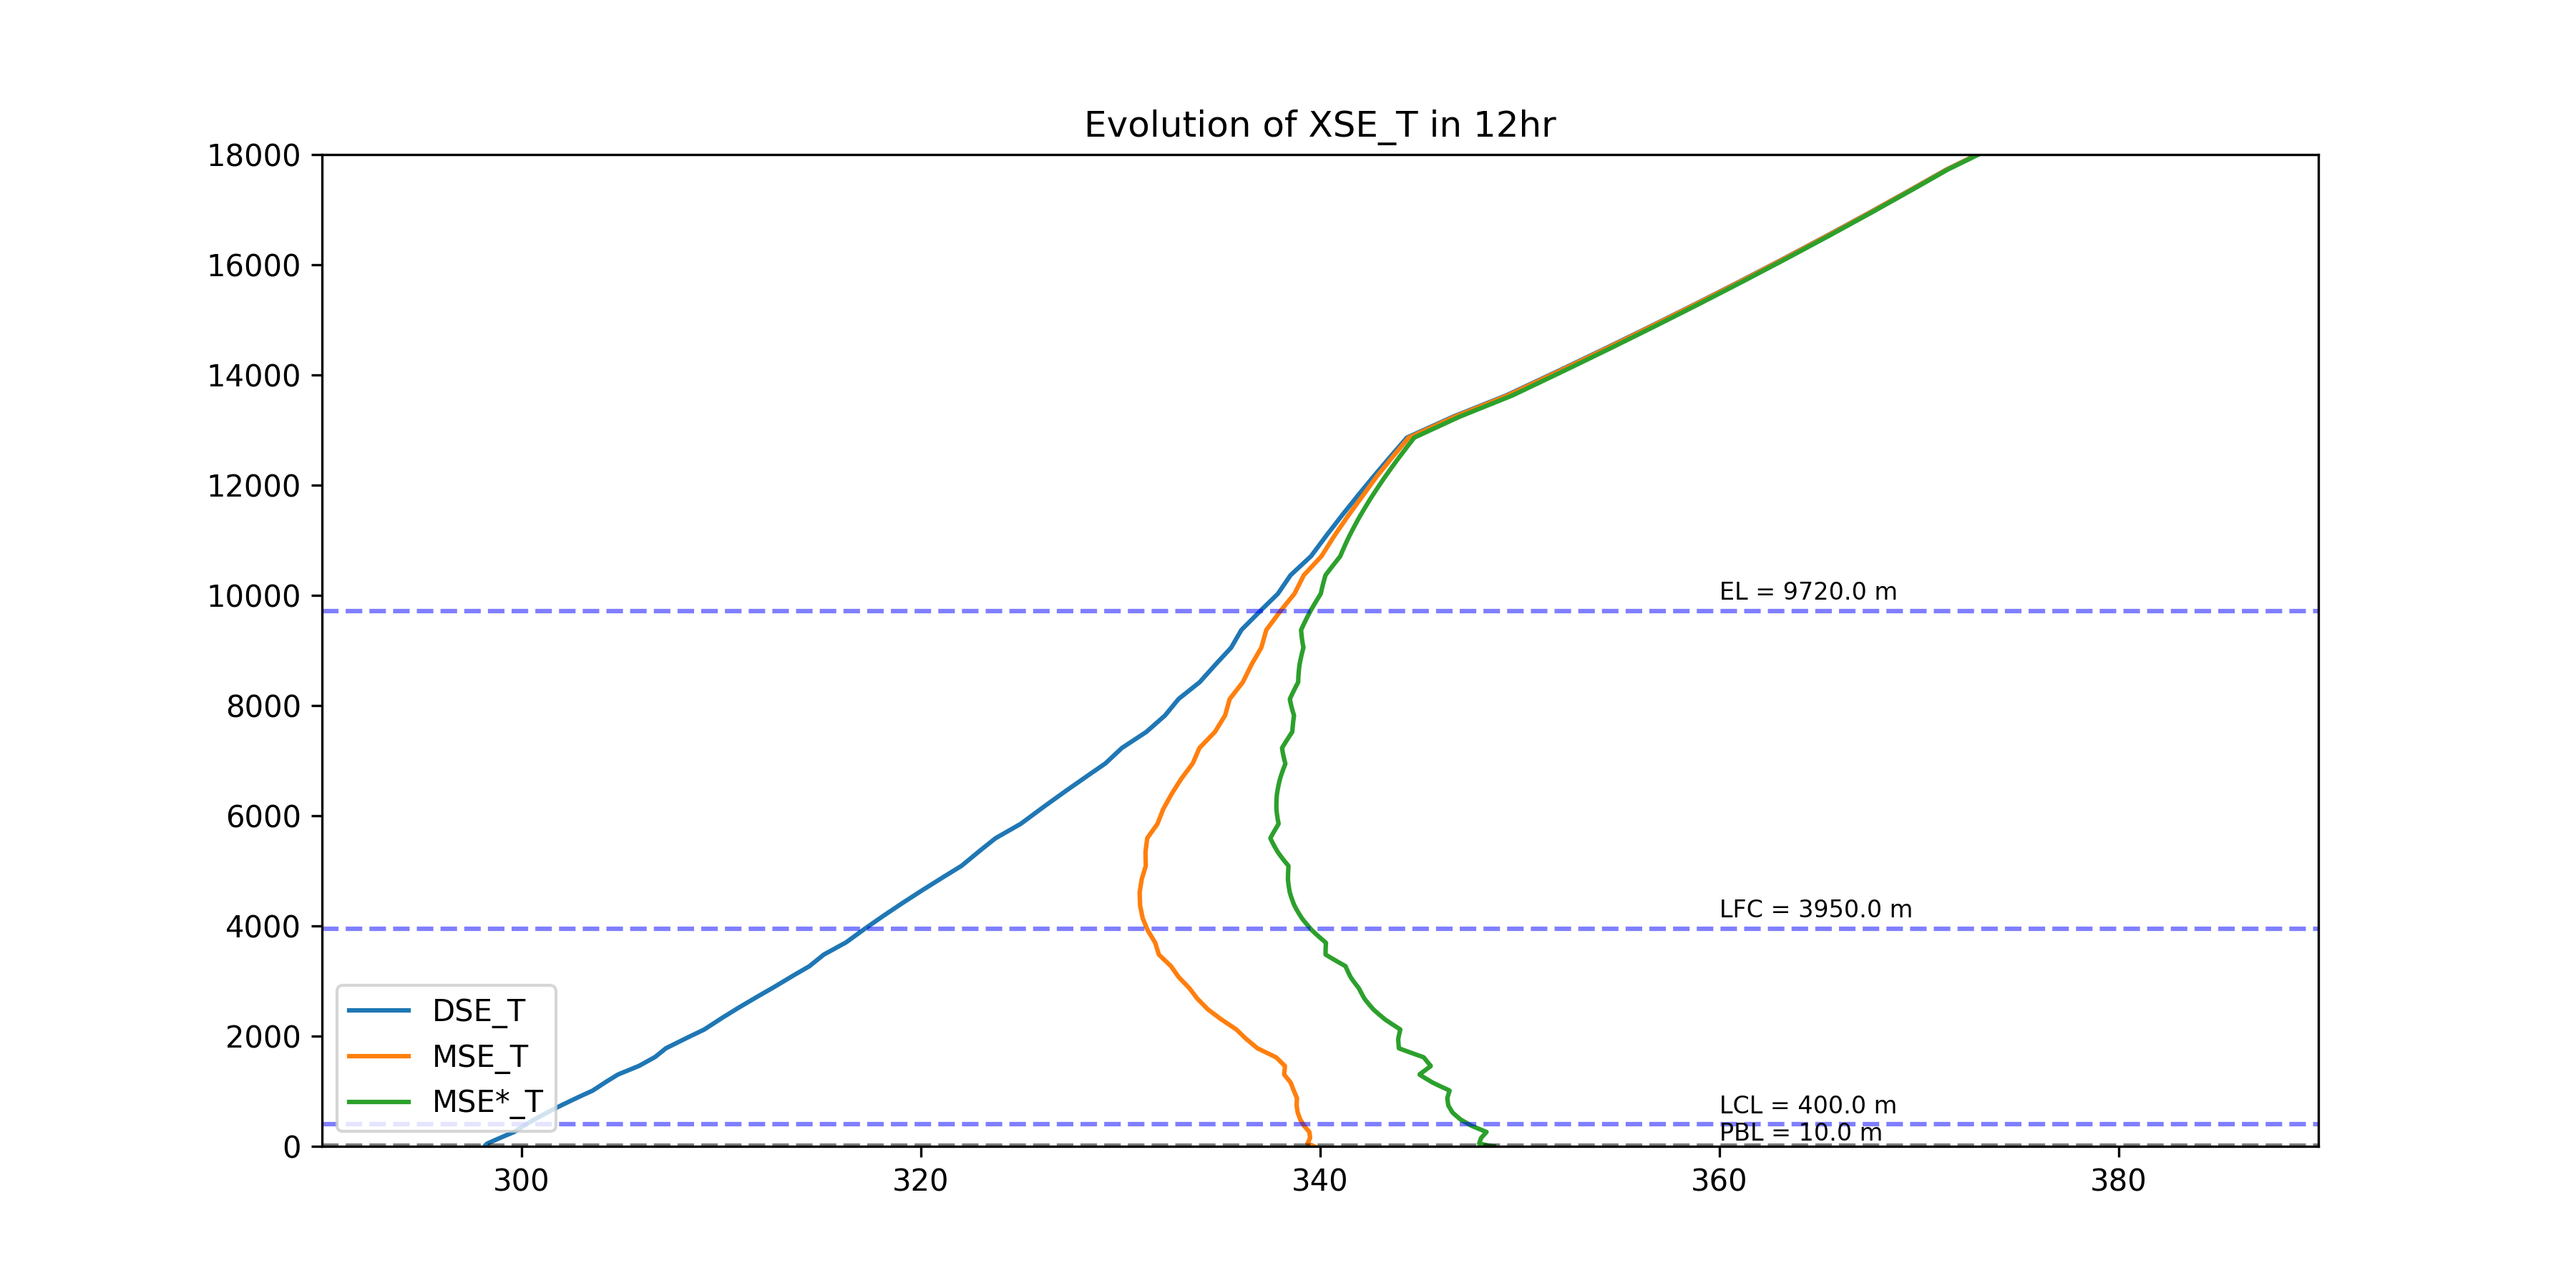 Evolution of XSE_T in 12hr
18000
16000
14000
12000
10000
8000
6000
4000
2000
0
EL = 9720.0 m
LFC = 3950.0 m
LCL = 400.0 m
PBL = 10.0 m
DSE_T
MSE_T
MSE*_T
300
320
340
360
380